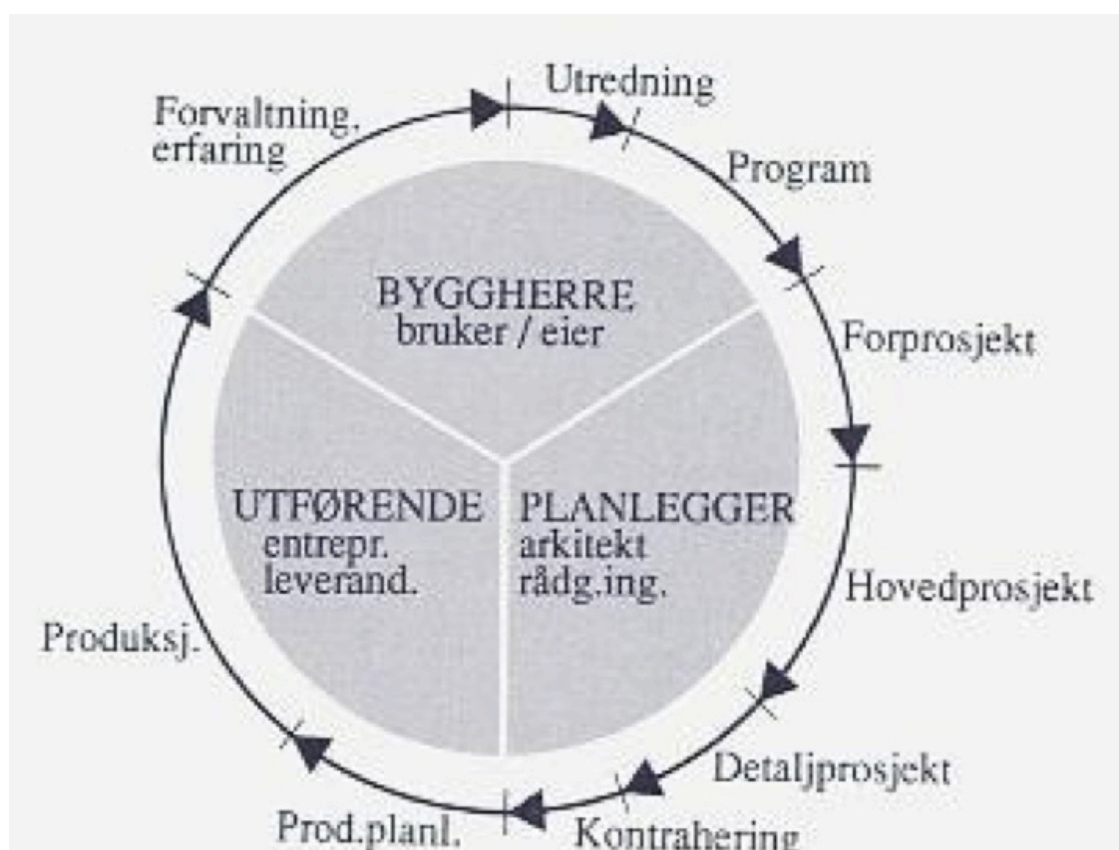 Utredning
Program
Forprosjekt
Hovedprosjekt
Detaljprosjekt
Kontrahering
Prod.planl.
Produksj.
Forvaltning.
erfaring
BYGGHERRE
bruker / eier
UTFØRENDE
entrepr.
leverand.
PLANLEGGER
arkitekt
rådg.ing.